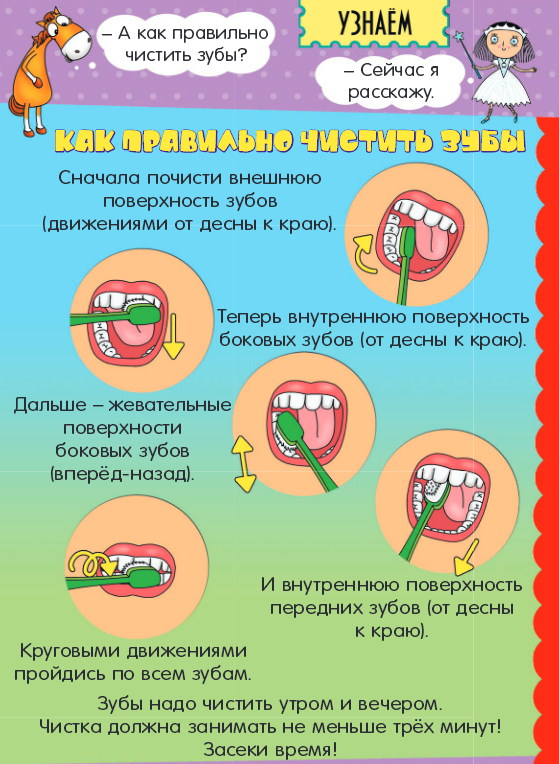 – А как правильно
чистить зубы?
УЗНАЁМ
– Сейчас я
расскажу.
КАК ПРАВИЛЬНО ЧИСТИТЬ ЗУБЫ
Сначала почисти внешнюю
поверхность зубов
(движениями от десны к краю).
Теперь внутреннюю поверхность
боковых зубов (от десны к краю).
Дальше – жевательные
поверхности
боковых зубов
(вперёд-назад).
И внутреннюю поверхность
передних зубов (от десны
к краю).
Круговыми движениями
пройдись по всем зубам.
Зубы надо чистить утром и вечером.
Чистка должна занимать не меньше трёх минут!
Засеки время!